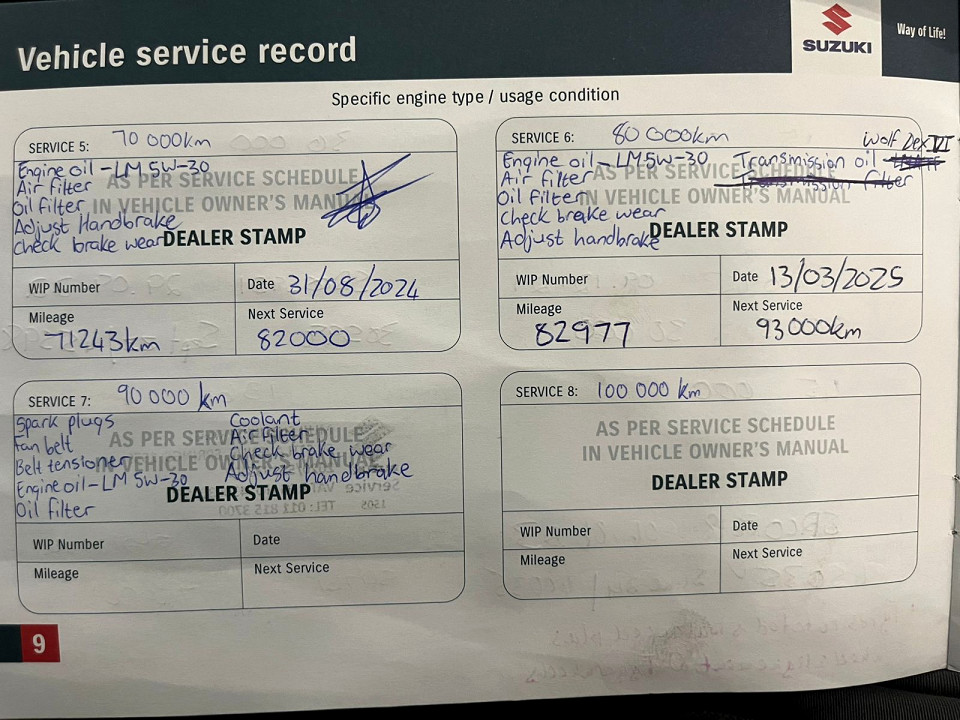 Vehicle service record
SUZUKI
Way of Life!
Specific engine type / usage condition
SERVICE 5: 70 000km
Engine oil - LM 5W-30
Air filter
AS PER SERVICE SCHEDULE
Oil filter
IN VEHICLE OWNER'S MANUAL
Adjust Handbrake
Check brake wear
DEALER STAMP
WIP Number
Date 31/08/2024
Mileage
71243km
Next Service
82000
SERVICE 6: 80 000km
Wolf Dex VI
Engine oil - LM 5W-30 Transmission oil
Air filter
Transmission filter
AS PER SERVICE SCHEDULE
Oil filter
IN VEHICLE OWNER'S MANUAL
Check brake wear
Adjust handbrake
DEALER STAMP
WIP Number
Date 13/03/2025
Mileage
82977
Next Service
93000km
SERVICE 7: 90 000 km
Spark plugs Coolant
Fan belt Air filter
AS PER SERVICE SCHEDULE
Belt tensioner Check brake wear
IN VEHICLE OWNER'S MANUAL
Engine oil - LM 5W-30 Adjust handbrake
Oil filter
DEALER STAMP
WIP Number
Date
Mileage
Next Service
SERVICE 8: 100 000 km
AS PER SERVICE SCHEDULE
IN VEHICLE OWNER'S MANUAL
DEALER STAMP
WIP Number
Date
Mileage
Next Service
9